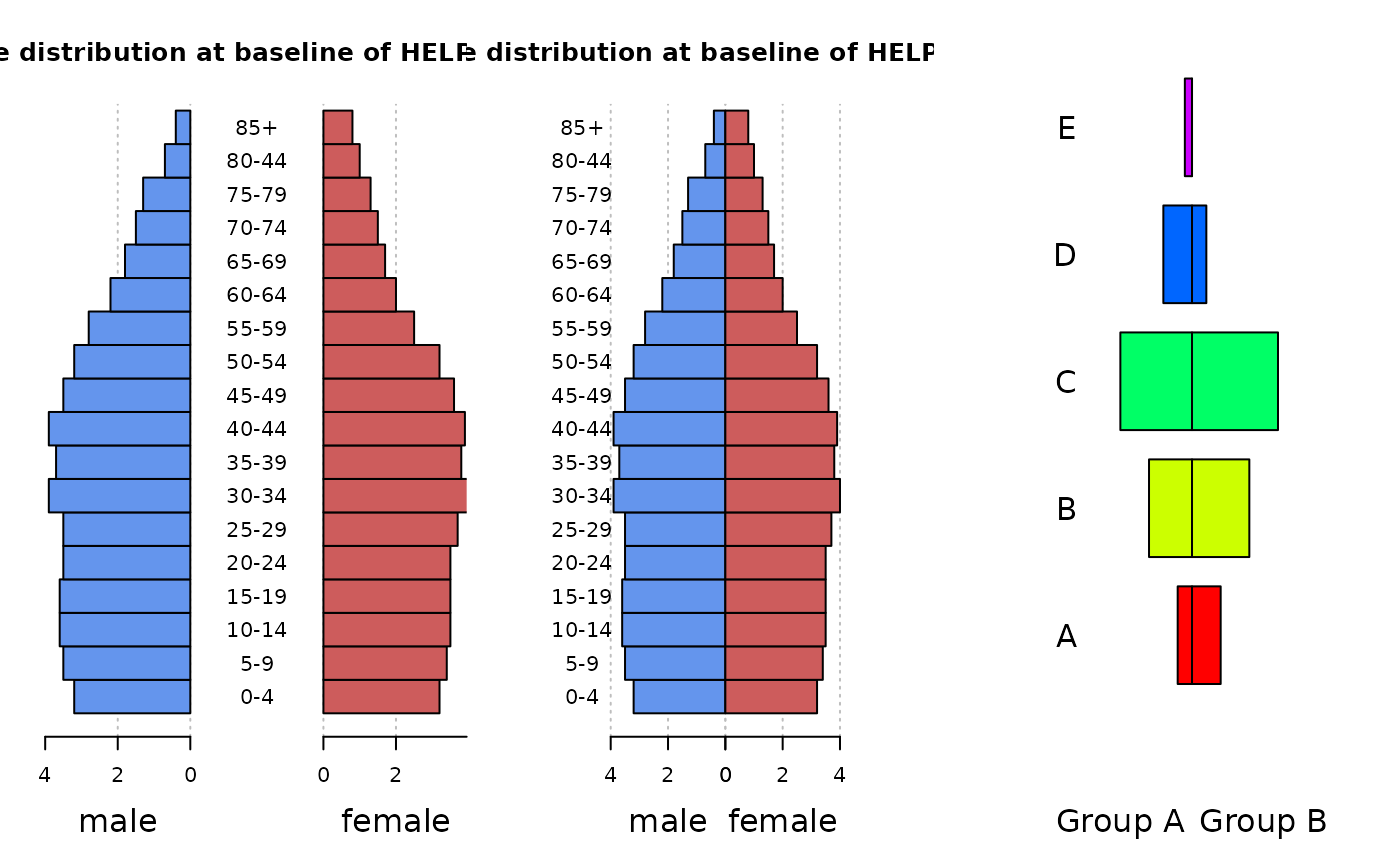 e distribution at baseline of HELP
e distribution at baseline of HELP
85+
80-44
75-79
70-74
65-69
60-64
55-59
50-54
45-49
40-44
35-39
30-34
25-29
20-24
15-19
10-14
5-9
0-4
4 2 0
0 2
male
female
85+
80-44
75-79
70-74
65-69
60-64
55-59
50-54
45-49
40-44
35-39
30-34
25-29
20-24
15-19
10-14
5-9
0-4
4 2 0 2 4
male female
E
D
C
B
A
Group A Group B